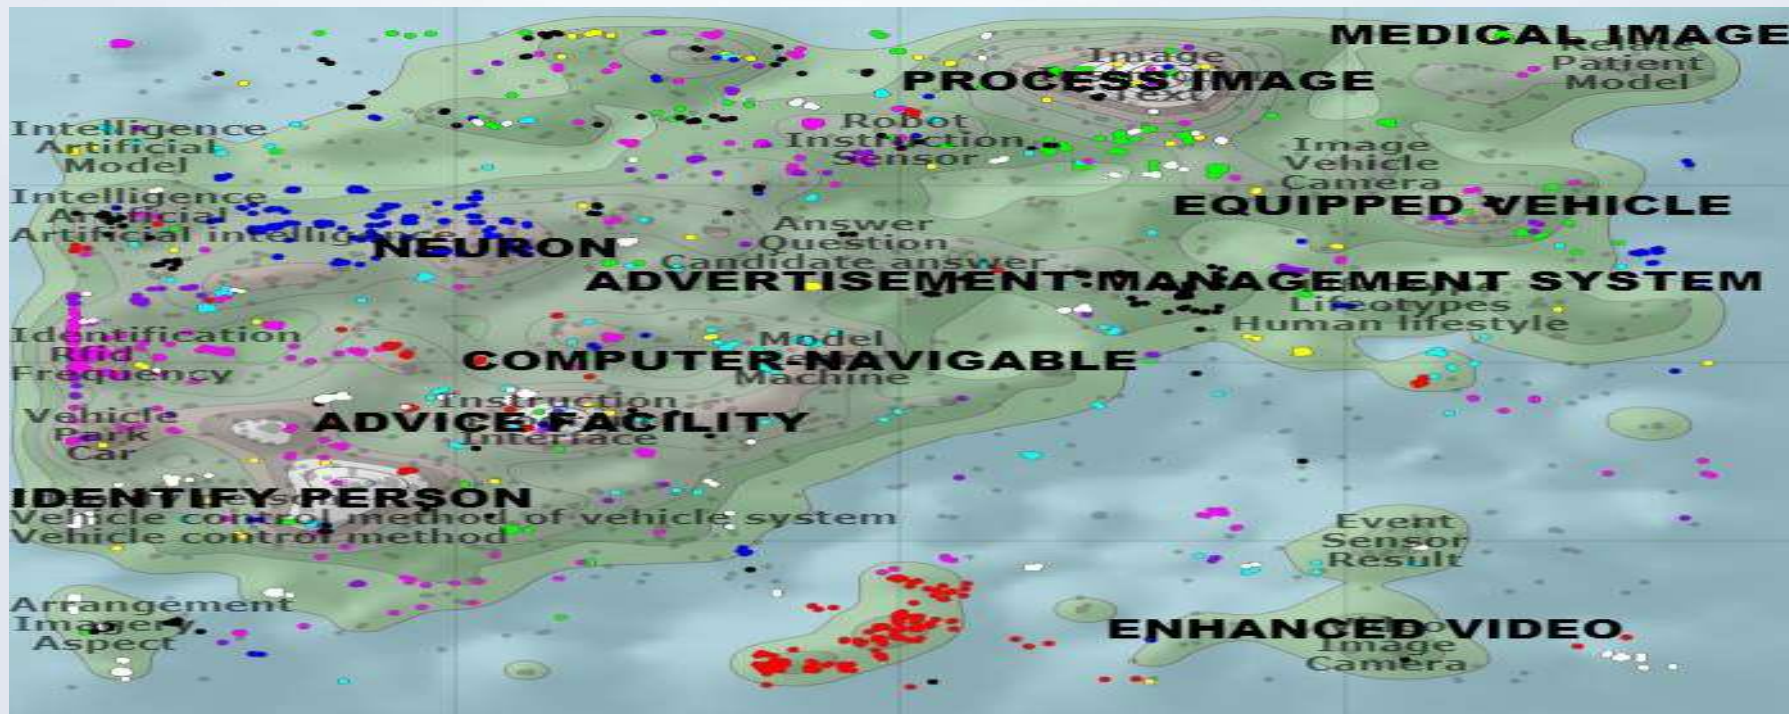 MEDICAL IMAGE
Relate
Patient
Model
Image
PROCESS IMAGE
Text
Robot
Instruction
Sensor
Intelligence
Artificial
Model
Image
Vehicle
Camera
Intelligence
Artificial
Artificial intelligence
EQUIPPED VEHICLE
Answer
Question
Candidate answer
NEURON
ADVERTISEMENT MANAGEMENT SYSTEM
Lifeotypes
Human lifestyle
Identification
Rfid
Frequency
Model
Machine
COMPUTER-NAVIGABLE
Instruction
Interface
ADVICE FACILITY
Vehicle
Park
Car
IDENTIFY PERSON
Vehicle control method of vehicle system
Vehicle control method
Event
Sensor
Result
Arrangement
Imagery
Aspect
ENHANCED VIDEO
Image
Camera